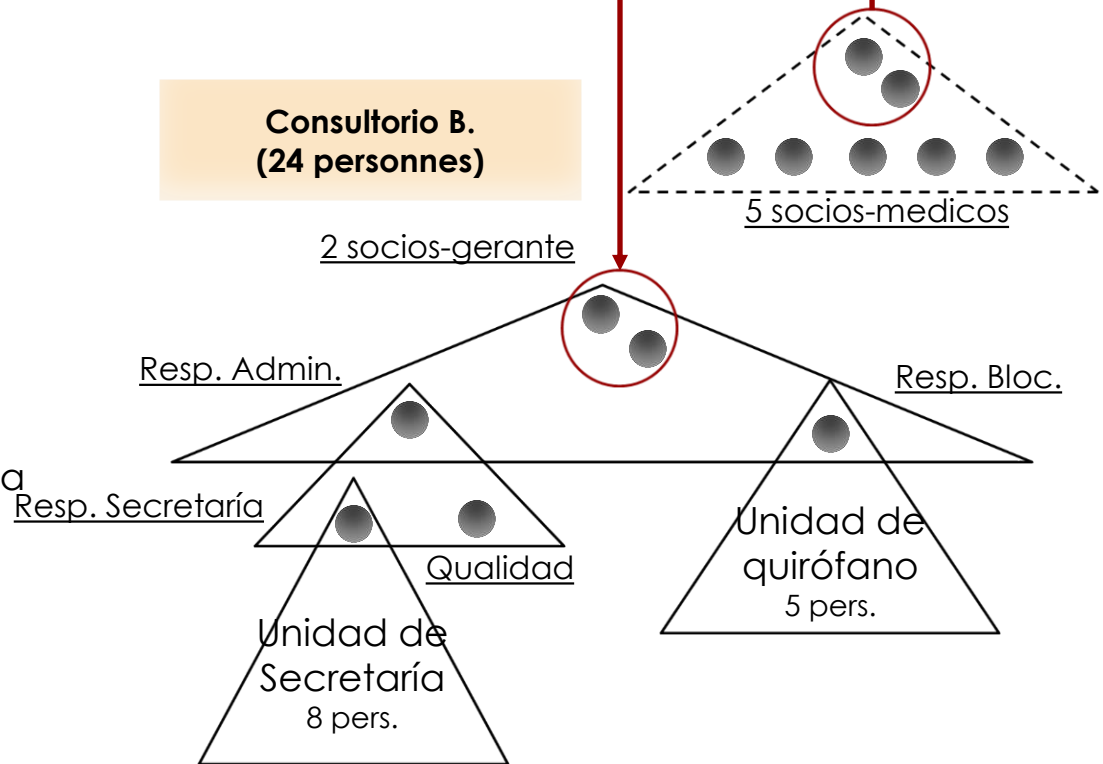 Consultorio B.
(24 personnes)
5 socios-medicos
2 socios-gerante
Resp. Admin.
Resp. Bloc.
a
Resp. Secretaría
Qualidad
Unidad de
quirófano
5 pers.
Unidad de
Secretaría
8 pers.